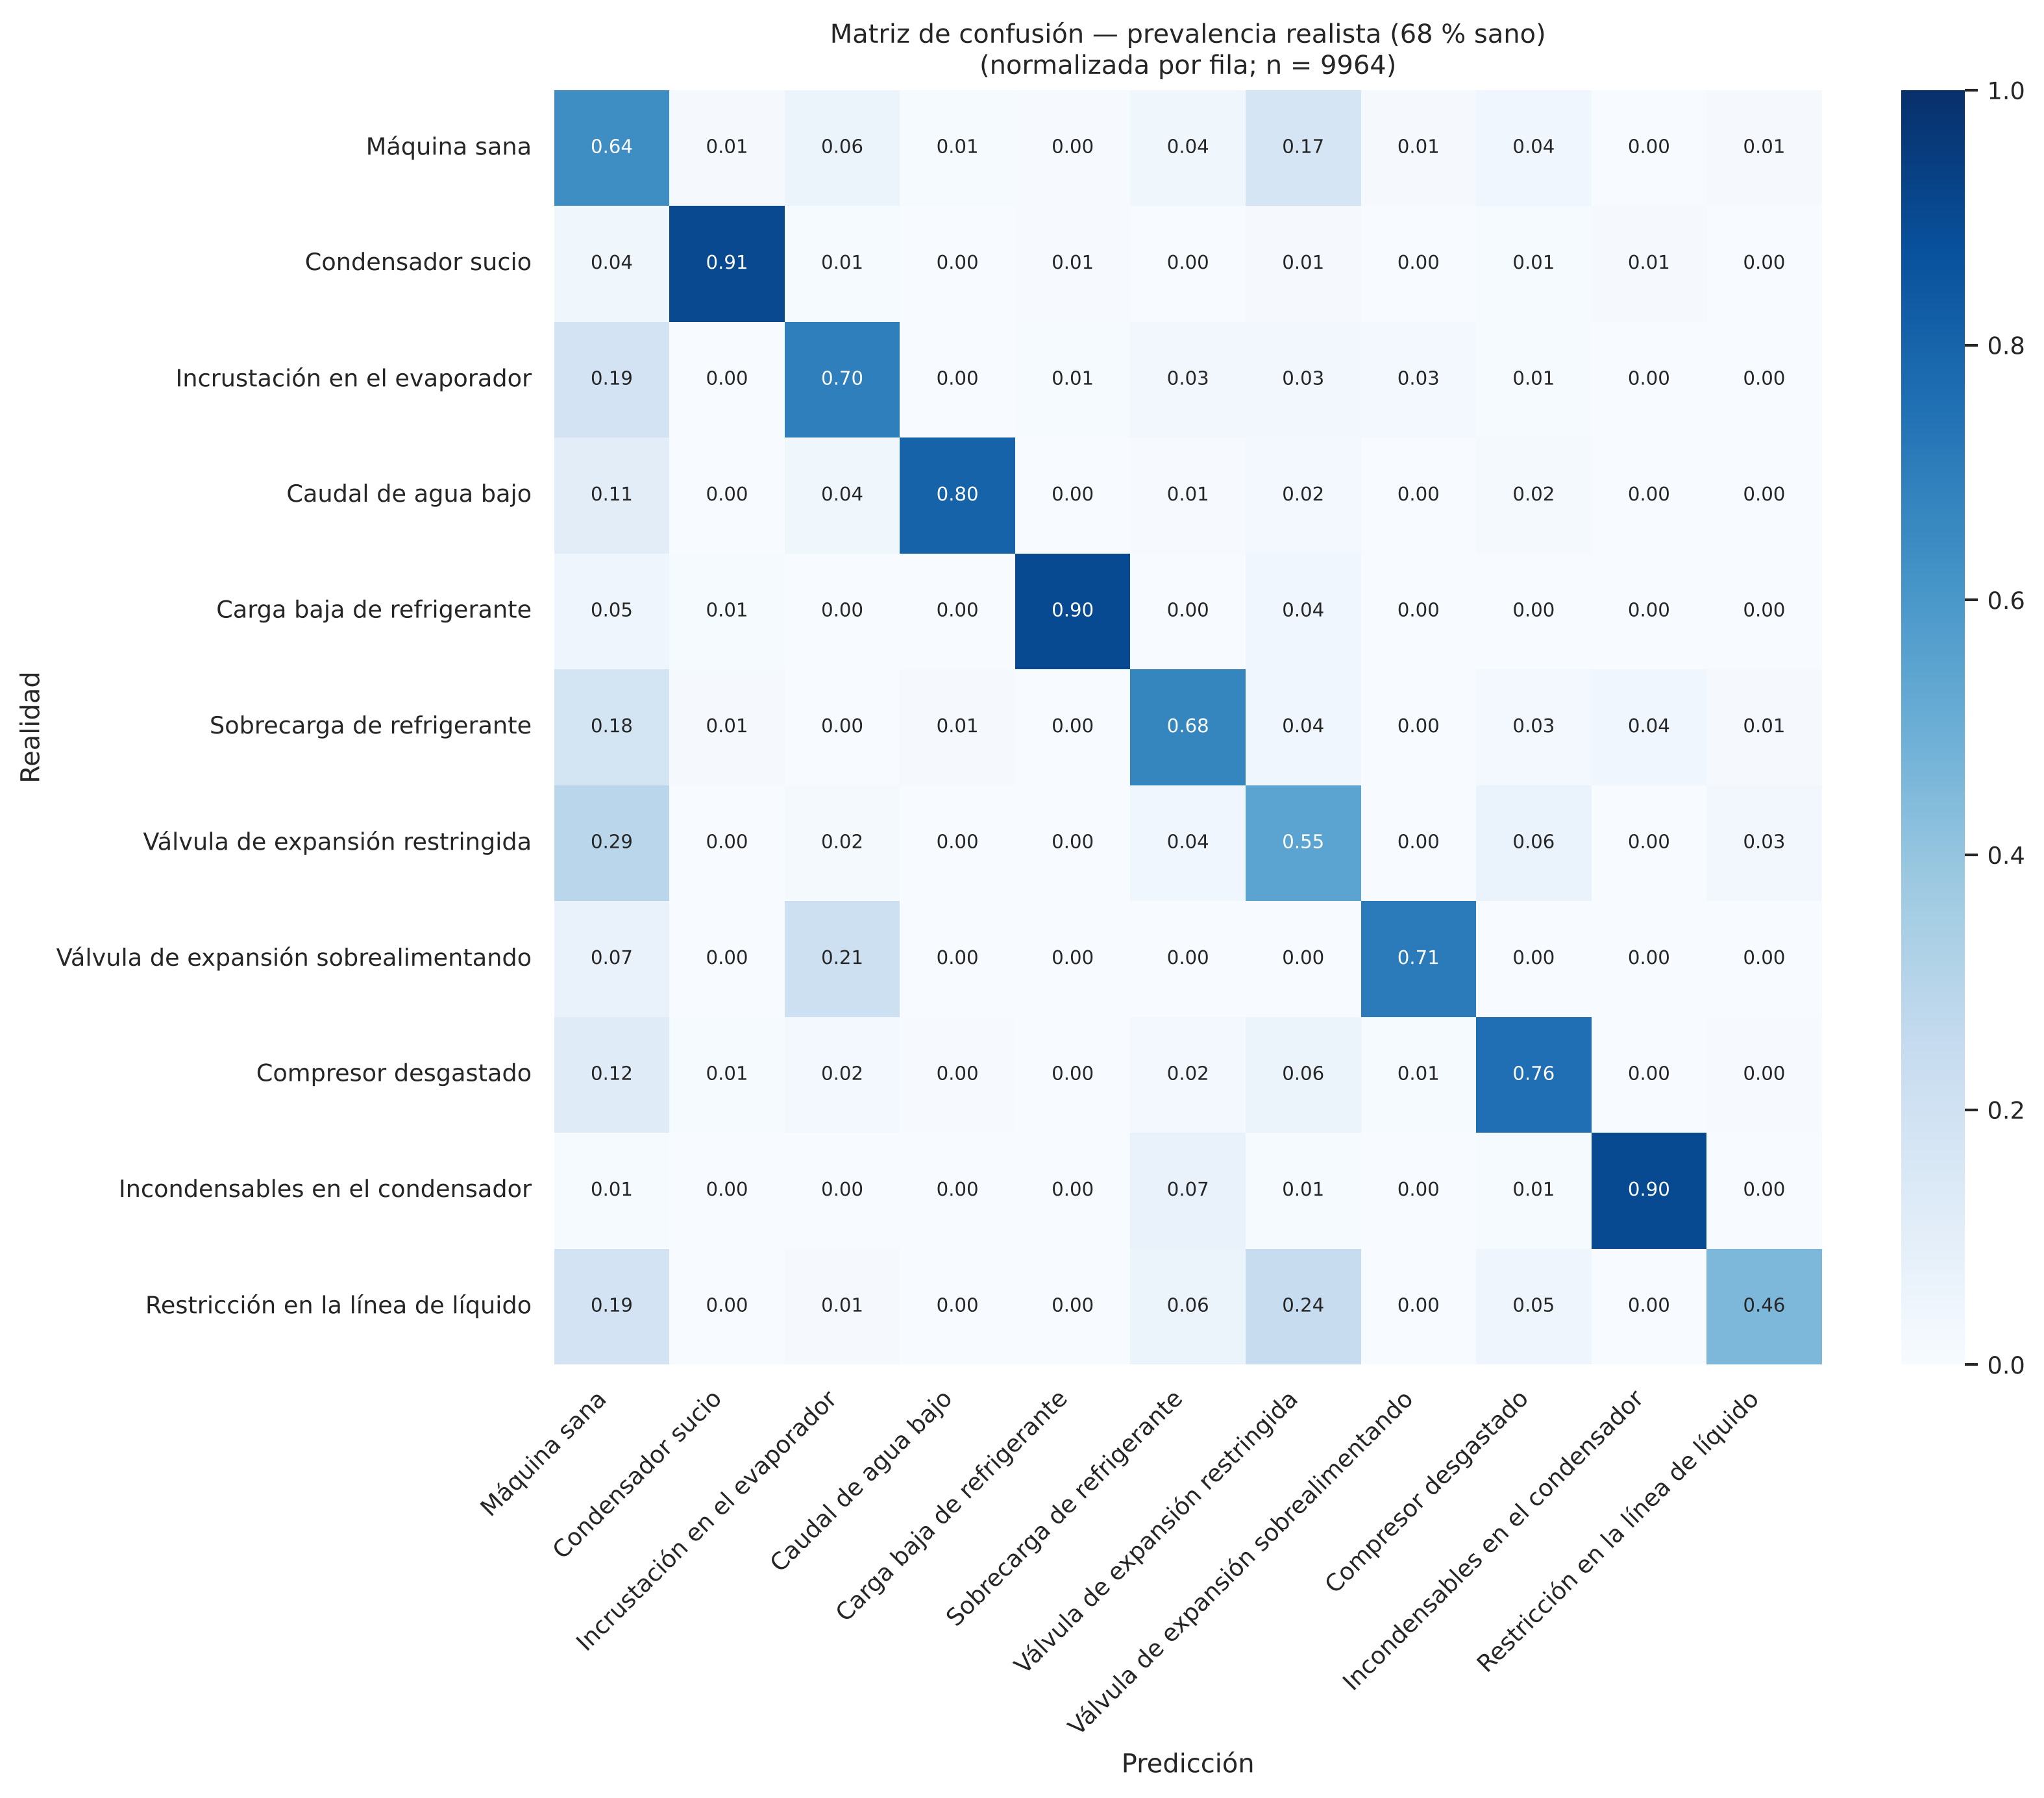 Matriz de confusión — prevalencia realista (68 % sano)
(normalizada por fila; n = 9964)
Máquina sana 0.64 0.01 0.06 0.01 0.00 0.04 0.17 0.01 0.04 0.00 0.01
Condensador sucio 0.04 0.91 0.01 0.00 0.01 0.00 0.01 0.00 0.01 0.01 0.00
Incrustación en el evaporador 0.19 0.00 0.70 0.00 0.01 0.03 0.03 0.03 0.01 0.00 0.00
Caudal de agua bajo 0.11 0.00 0.04 0.80 0.00 0.01 0.02 0.00 0.02 0.00 0.00
Carga baja de refrigerante 0.05 0.01 0.00 0.00 0.90 0.00 0.04 0.00 0.00 0.00 0.00
Sobrecarga de refrigerante 0.18 0.01 0.00 0.01 0.00 0.68 0.04 0.00 0.03 0.04 0.01
Válvula de expansión restringida 0.29 0.00 0.02 0.00 0.00 0.04 0.55 0.00 0.06 0.00 0.03
Válvula de expansión sobrealimentando 0.07 0.00 0.21 0.00 0.00 0.00 0.00 0.71 0.00 0.00 0.00
Compresor desgastado 0.12 0.01 0.02 0.00 0.00 0.02 0.06 0.01 0.76 0.00 0.00
Incondensables en el condensador 0.01 0.00 0.00 0.00 0.00 0.07 0.01 0.00 0.01 0.90 0.00
Restricción en la línea de líquido 0.19 0.00 0.01 0.00 0.00 0.06 0.24 0.00 0.05 0.00 0.46
Realidad
Máquina sana
Condensador sucio
Incrustación en el evaporador
Caudal de agua bajo
Carga baja de refrigerante
Sobrecarga de refrigerante
Válvula de expansión restringida
Válvula de expansión sobrealimentando
Compresor desgastado
Incondensables en el condensador
Restricción en la línea de líquido
Predicción
1.0
0.8
0.6
0.4
0.2
0.0